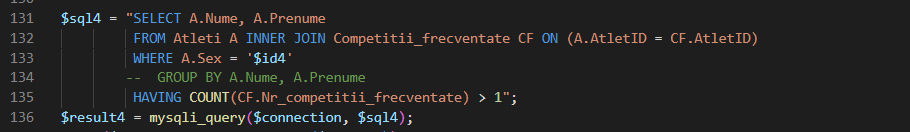 131 $sql4 = "SELECT A.Nume, A.Prenume
132 FROM Atleti A INNER JOIN Competitii_frecventate CF ON (A.AtletID = CF.AtletID)
133 WHERE A.Sex = '$id4'
134 -- GROUP BY A.Nume, A.Prenume
135 HAVING COUNT(CF.Nr_competitii_frecventate) > 1";
136 $result4 = mysqli_query($connection, $sql4);